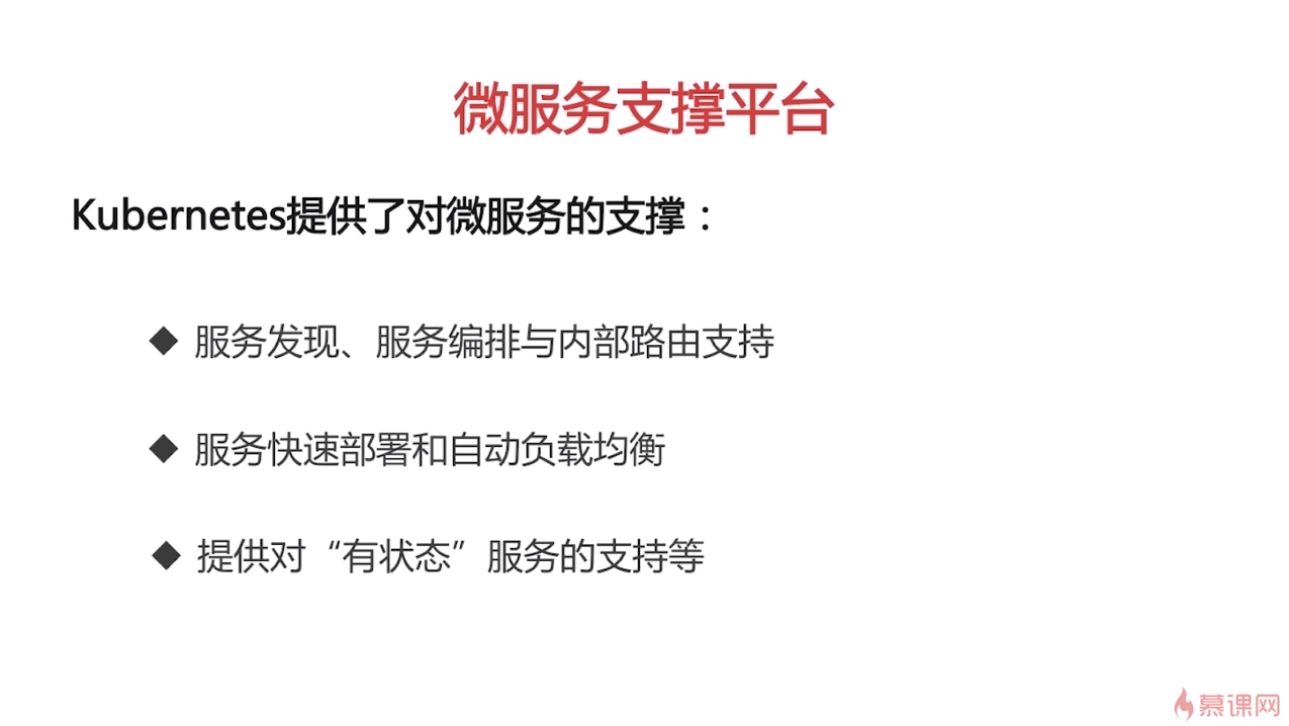 微服务支撑平台
Kubernetes提供了对微服务的支撑：
◆ 服务发现、服务编排与内部路由支持
◆ 服务快速部署和自动负载均衡
◆ 提供对“有状态”服务的支持等
慕课网